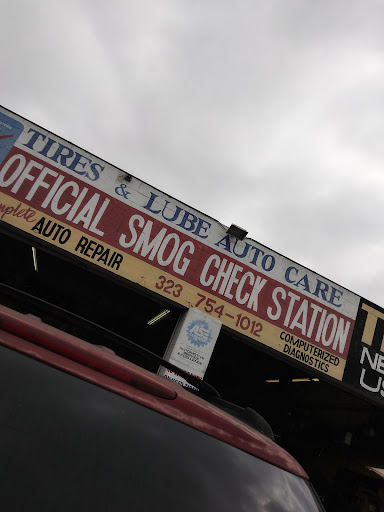 TIRES & LUBE AUTO CARE
OFFICIAL SMOG CHECK STATION
AUTO REPAIR
323 754-1012
COMPUTERIZED
DIAGNOSTICS